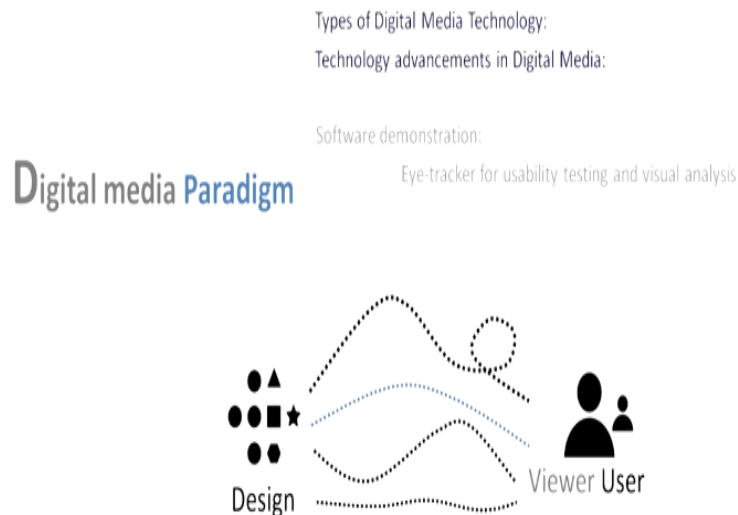 Types of Digital Media Technology:
Technology advancements in Digital Media:
Software demonstration:
Eye-tracker for usability testing and visual analysis
Digital media Paradigm
Design
Viewer User